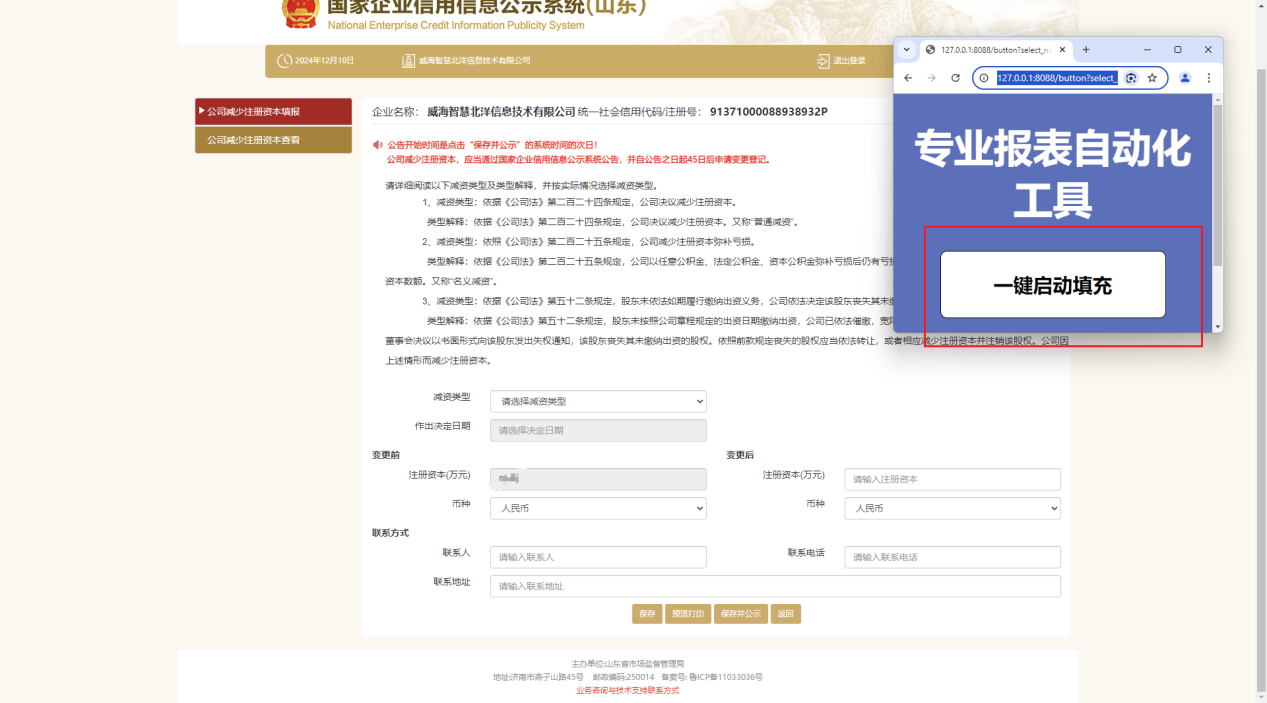 国家企业信用信息公示系统(山东)
National Enterprise Credit Information Publicity System
2024年12月10日
威海智慧北洋信息技术有限公司
退出登录
公司减少注册资本填报
公司减少注册资本查看
企业名称： 威海智慧北洋信息技术有限公司 统一社会信用代码/注册号： 91371000088938932P
公告开始时间是点击“保存并公示”的系统时间的次日！
公司减少注册资本，应当通过国家企业信用信息公示系统公告，并自公告之日起45日后申请变更登记。
请详细阅读以下减资类型及类型解释，并按实际情况选择减资类型。
1、减资类型：依据《公司法》第二百二十四条规定，公司决议减少注册资本。
类型解释：依据《公司法》第二百二十四条规定，公司决议减少注册资本。又称“普通减资”。
2、减资类型：依照《公司法》第二百二十五条规定，公司减少注册资本弥补亏损。
类型解释：依据《公司法》第二百二十五条规定，公司以任意公积金、法定公积金、资本公积金弥补亏损后仍有亏
资本数额。又称“名义减资”。
3、减资类型：依据《公司法》第五十二条规定，股东未依法如期履行缴纳出资义务，公司依法决定该股东丧失其未
类型解释：依据《公司法》第五十二条规定，股东未按照公司章程规定的出资日期缴纳出资，公司已依法催缴，宽
董事会决议以书面形式向该股东发出失权通知，该股东丧失其未缴纳出资的股权。依照前款规定丧失的股权应当依法转让，或者相应减少注册资本并注销该股权。公司因
上述情形而减少注册资本。
减资类型 请选择减资类型
作出决定日期 请选择决定日期
变更前 变更后
注册资本(万元) 注册资本(万元) 请输入注册资本
币种 人民币 币种 人民币
联系方式
联系人 请输入联系人 联系电话 请输入联系电话
联系地址 请输入联系地址
保存 预览打印 保存并公示 返回
主办单位:山东省市场监督管理局
地址:济南市燕子山路45号 邮政编码:250014 备案号: 鲁ICP备11033036号
业务咨询与技术支持联系方式
127.0.0.1:8088/button?select_n
127.0.0.1:8088/button?select_
专业报表自动化
工具
一键启动填充